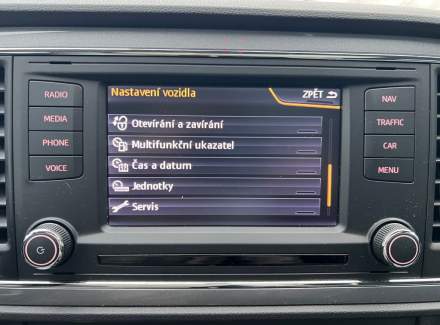 Nastavení vozidla
ZPĚT
Otevírání a zavírání
Multifunkční ukazatel
Čas a datum
Jednotky
Servis
RADIO
MEDIA
PHONE
VOICE
NAV
TRAFFIC
CAR
MENU